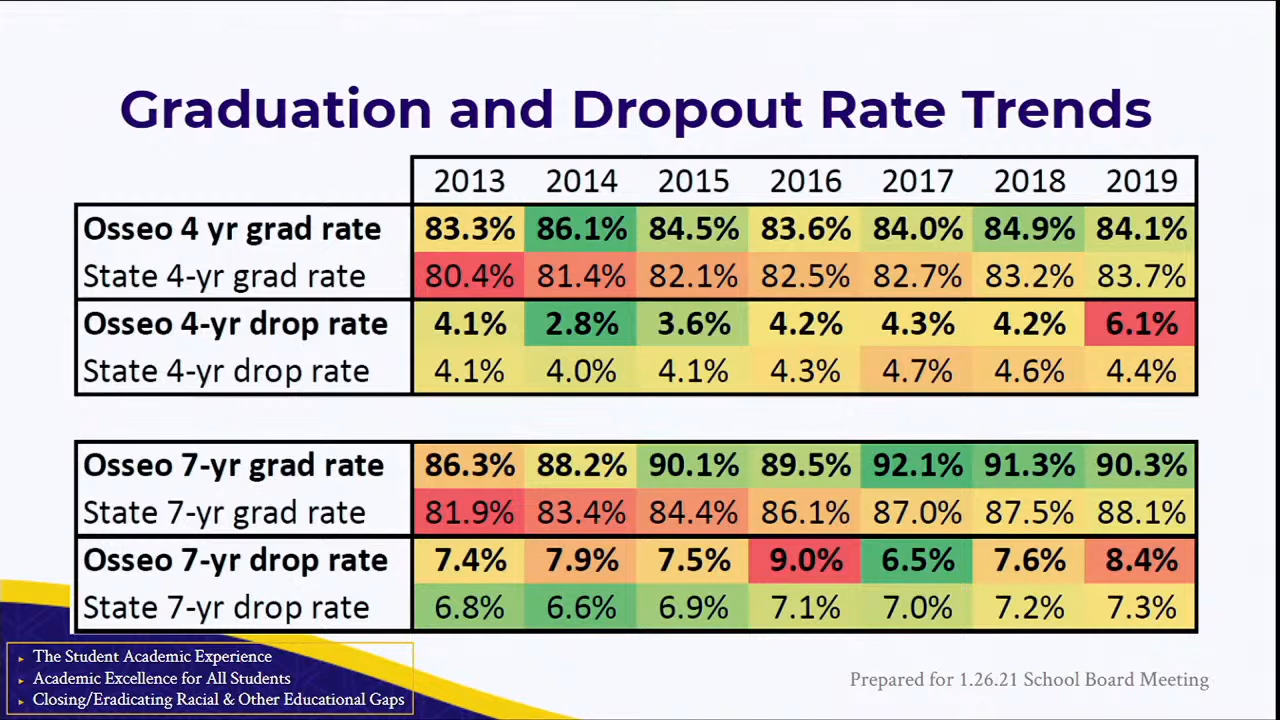 Graduation and Dropout Rate Trends
2013 2014 2015 2016 2017 2018 2019
Osseo 4 yr grad rate 83.3% 86.1% 84.5% 83.6% 84.0% 84.9% 84.1%
State 4-yr grad rate 80.4% 81.4% 82.1% 82.5% 82.7% 83.2% 83.7%
Osseo 4-yr drop rate 4.1% 2.8% 3.6% 4.2% 4.3% 4.2% 6.1%
State 4-yr drop rate 4.1% 4.0% 4.1% 4.3% 4.7% 4.6% 4.4%
Osseo 7-yr grad rate 86.3% 88.2% 90.1% 89.5% 92.1% 91.3% 90.3%
State 7-yr grad rate 81.9% 83.4% 84.4% 86.1% 87.0% 87.5% 88.1%
Osseo 7-yr drop rate 7.4% 7.9% 7.5% 9.0% 6.5% 7.6% 8.4%
State 7-yr drop rate 6.8% 6.6% 6.9% 7.1% 7.0% 7.2% 7.3%
The Student Academic Experience
Academic Excellence for All Students
Closing/Eradicating Racial & Other Educational Gaps
Prepared for 1.26.21 School Board Meeting